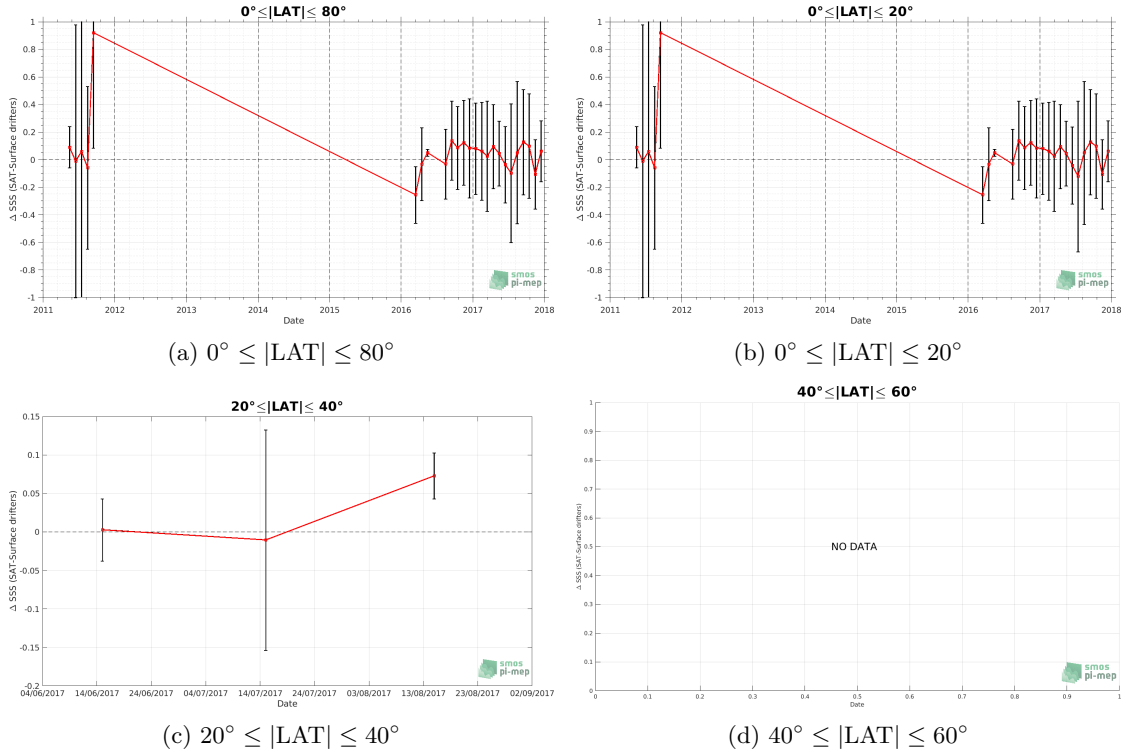 0°≤|LAT|≤ 80°
Δ SSS (SAT-Surface drifters)
1
0.8
0.6
0.4
0.2
0
-0.2
-0.4
-0.6
-0.8
-1
2011 2012 2013 2014 2015 2016 2017 2018
Date
smos
pi-mep
(a) 0° ≤ |LAT| ≤ 80°
0°≤|LAT|≤ 20°
Δ SSS (SAT-Surface drifters)
1
0.8
0.6
0.4
0.2
0
-0.2
-0.4
-0.6
-0.8
-1
2011 2012 2013 2014 2015 2016 2017 2018
Date
smos
pi-mep
(b) 0° ≤ |LAT| ≤ 20°
20°≤|LAT|≤ 40°
Δ SSS (SAT-Surface drifters)
0.15
0.1
0.05
0
-0.05
-0.1
-0.15
-0.2
04/06/2017 14/06/2017 24/06/2017 04/07/2017 14/07/2017 24/07/2017 03/08/2017 13/08/2017 23/08/2017 02/09/2017
Date
smos
pi-mep
(c) 20° ≤ |LAT| ≤ 40°
40°≤|LAT|≤ 60°
Δ SSS (SAT-Surface drifters)
1
0.9
0.8
0.7
0.6
0.5
0.4
0.3
0.2
0.1
0
NO DATA
0 0.1 0.2 0.3 0.4 0.5 0.6 0.7 0.8 0.9 1
Date
smos
pi-mep
(d) 40° ≤ |LAT| ≤ 60°